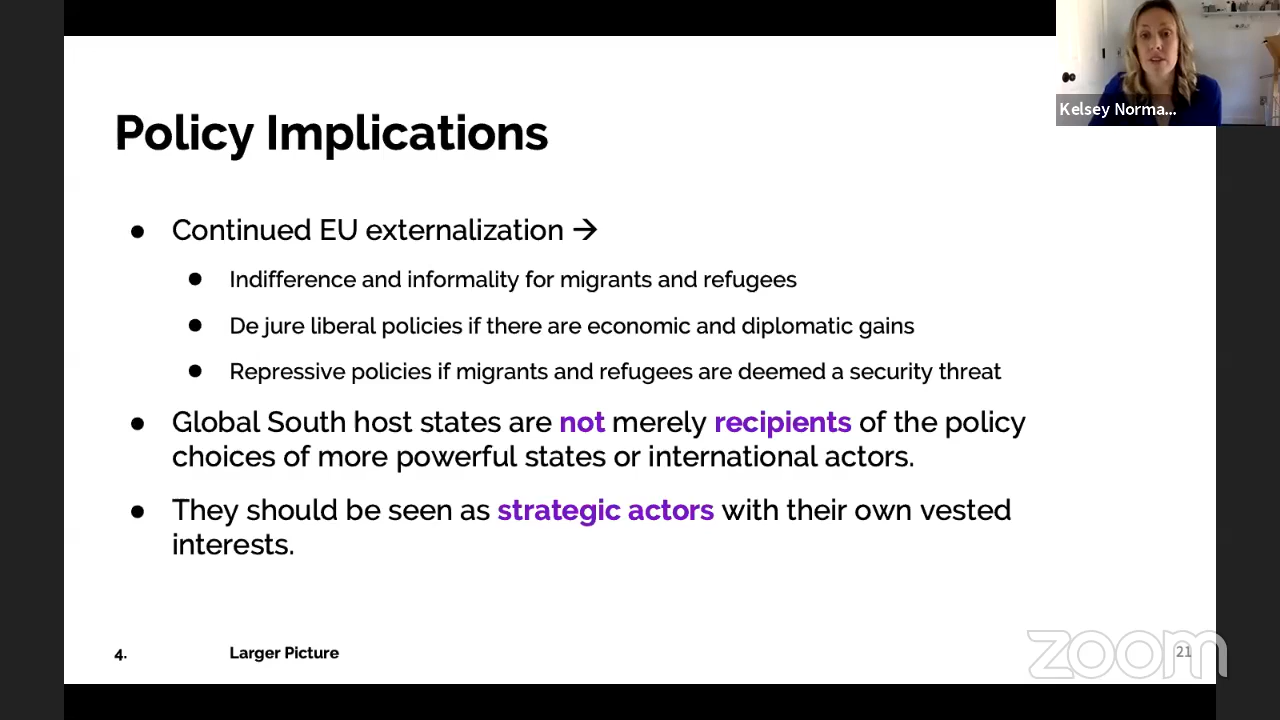 Kelsey Norma...
Policy Implications
● Continued EU externalization →
● Indifference and informality for migrants and refugees
● De jure liberal policies if there are economic and diplomatic gains
● Repressive policies if migrants and refugees are deemed a security threat
● Global South host states are not merely recipients of the policy
choices of more powerful states or international actors.
● They should be seen as strategic actors with their own vested
interests.
4. Larger Picture
21
zoom